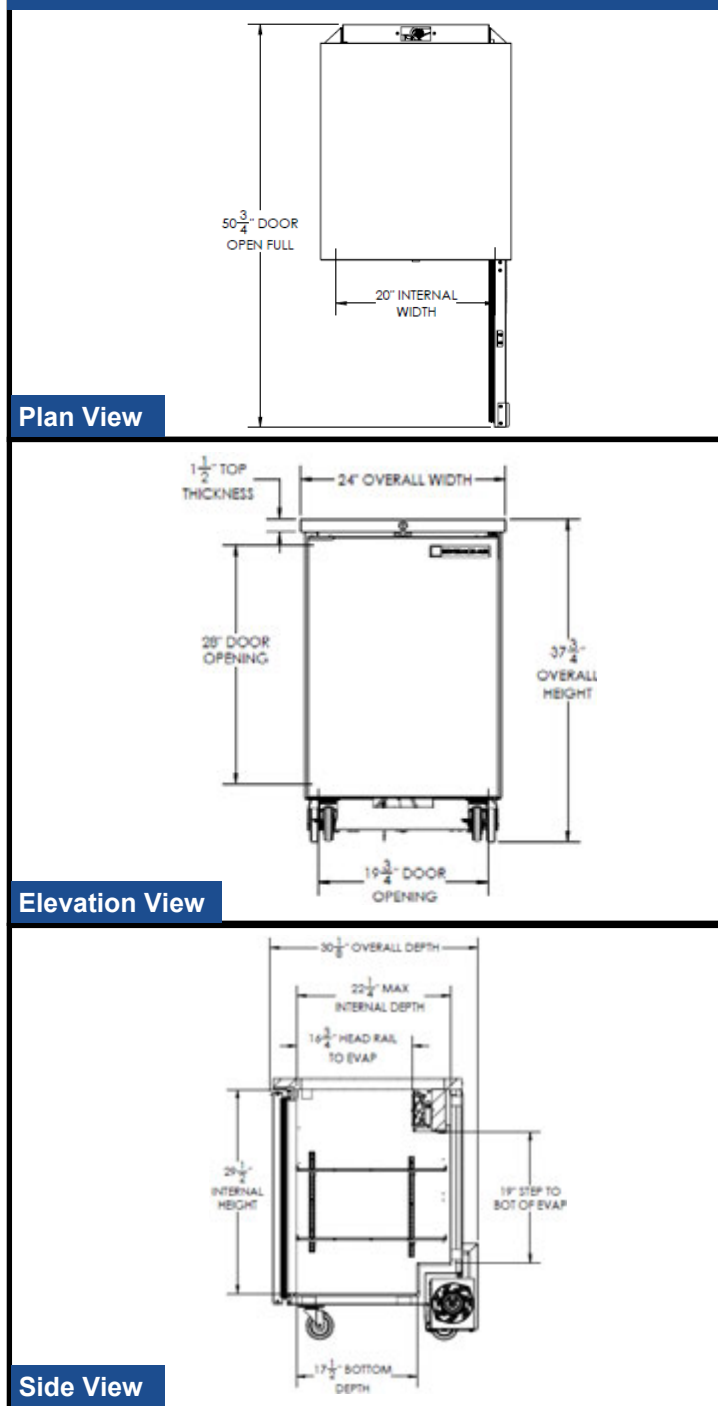 50 3/4" DOOR
OPEN FULL
20" INTERNAL
WIDTH
Plan View
1 1/2" TOP
THICKNESS
24" OVERALL WIDTH
28" DOOR
OPENING
37 3/4"
OVERALL
HEIGHT
19 3/4" DOOR
OPENING
Elevation View
30 1/8" OVERALL DEPTH
22 1/4" MAX
INTERNAL DEPTH
16 3/4" HEAD RAIL
TO EVAP
29 1/2"
INTERNAL
HEIGHT
19" STEP TO
BOT OF EVAP
17 1/2" BOTTOM
DEPTH
Side View